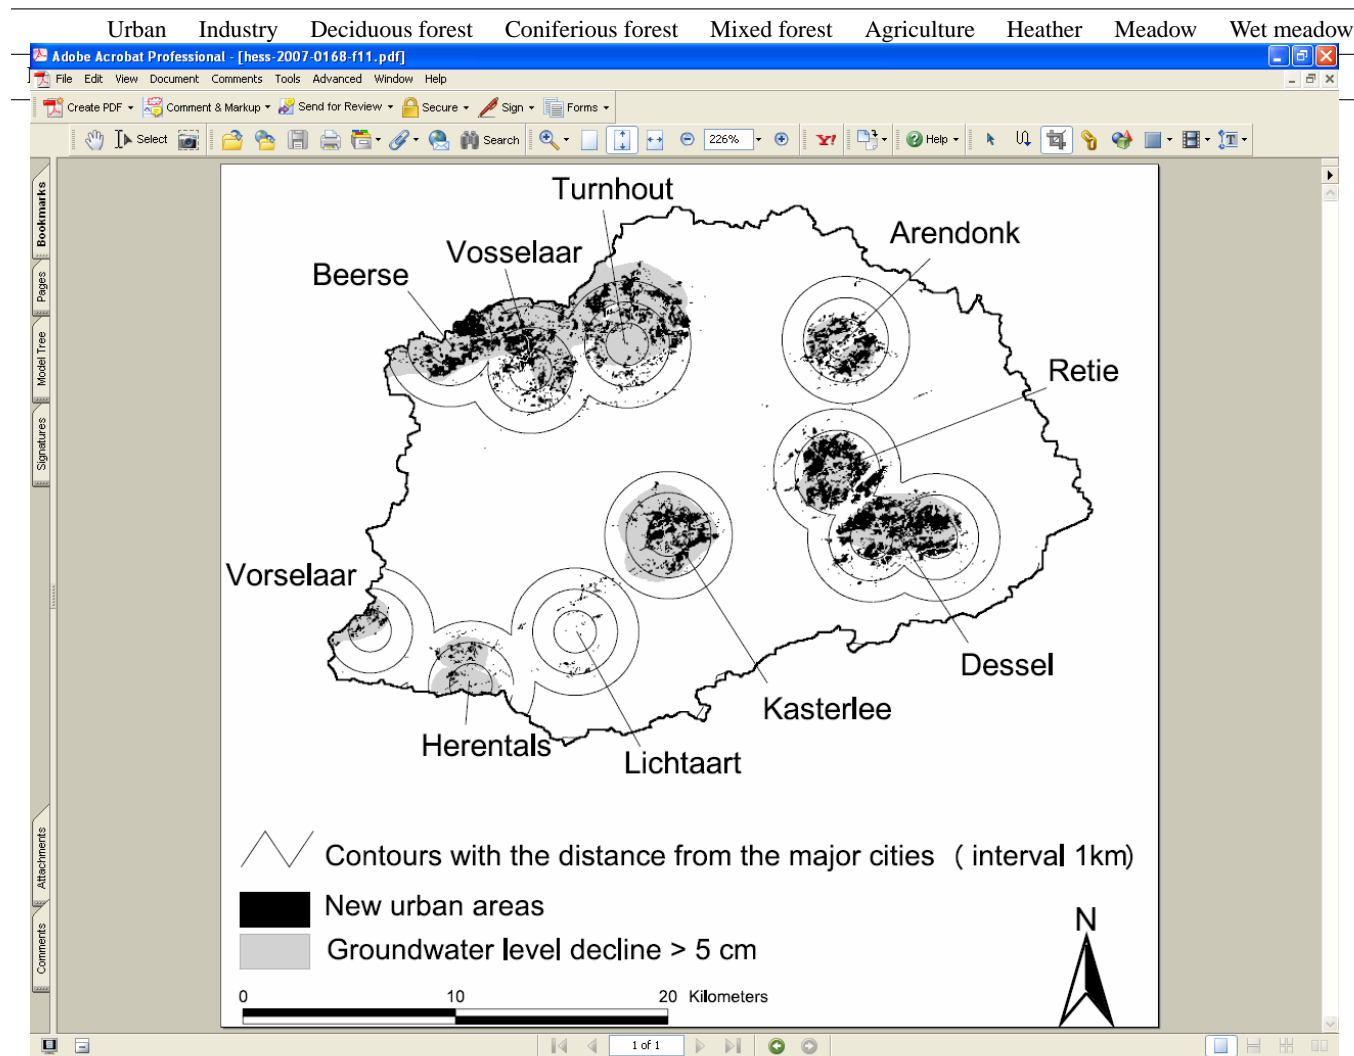 Urban Industry Deciduous forest Coniferious forest Mixed forest Agriculture Heather Meadow Wet meadow
Adobe Acrobat Professional - [hess-2007-0168-f11.pdf]
File Edit View Document Comments Tools Advanced Window Help
Create PDF Comment & Markup Send for Review Secure Sign Forms
Select Search 226% Y! Help
Bookmarks
Pages
Model Tree
Signatures
Attachments
Comments
Turnhout
Arendonk
Vosselaar
Beerse
Retie
Vorselaar
Dessel
Kasterlee
Herentals
Lichtaart
Contours with the distance from the major cities ( interval 1km)
New urban areas
Groundwater level decline > 5 cm
N
0 10 20 Kilometers
1 of 1